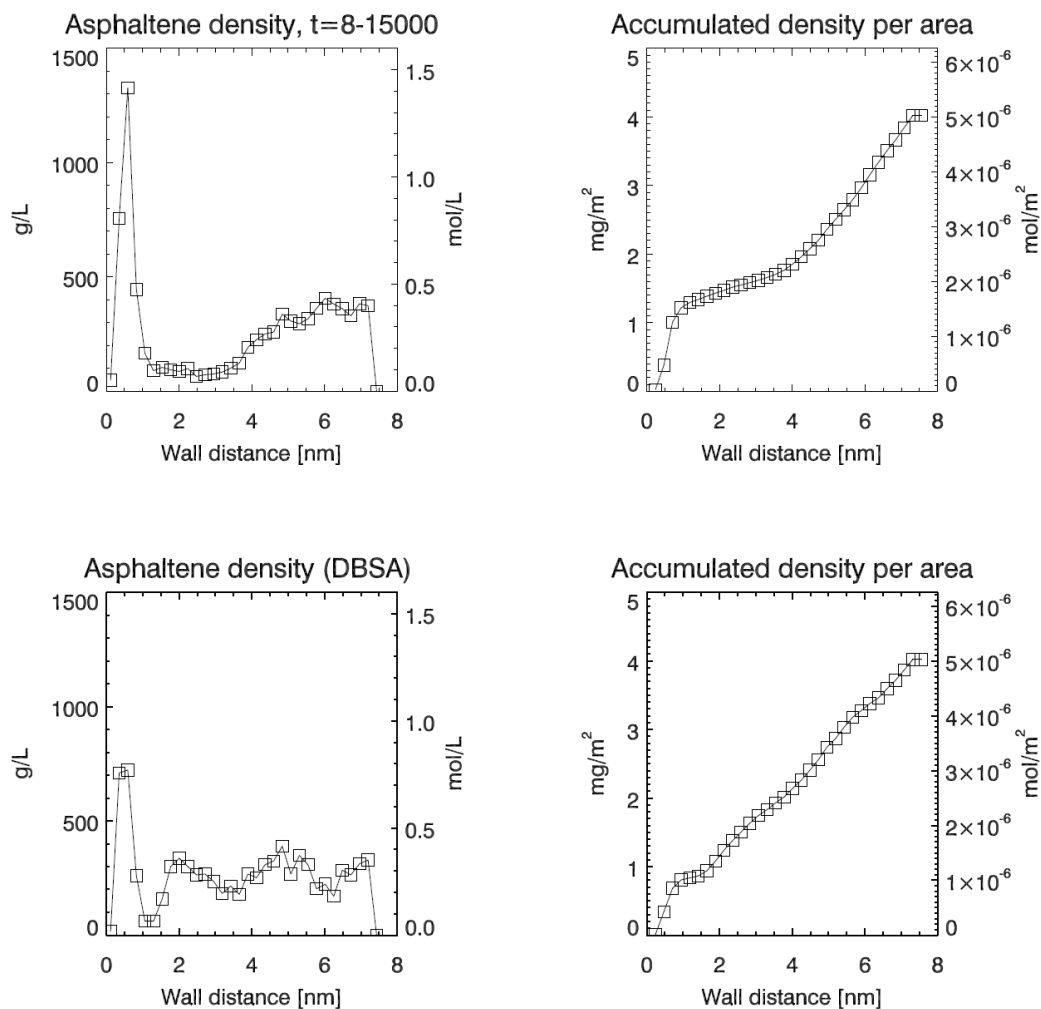 Asphaltene density, t=8-15000
1500
1000
500
0
g/L
1.5
1.0
0.5
0.0
mol/L
0 2 4 6 8
Wall distance [nm]
Accumulated density per area
5
4
3
2
1
0
mg/m²
6×10⁻⁶
5×10⁻⁶
4×10⁻⁶
3×10⁻⁶
2×10⁻⁶
1×10⁻⁶
0
mol/m²
0 2 4 6 8
Wall distance [nm]
Asphaltene density (DBSA)
1500
1000
500
0
g/L
1.5
1.0
0.5
0.0
mol/L
0 2 4 6 8
Wall distance [nm]
Accumulated density per area
5
4
3
2
1
0
mg/m²
6×10⁻⁶
5×10⁻⁶
4×10⁻⁶
3×10⁻⁶
2×10⁻⁶
1×10⁻⁶
0
mol/m²
0 2 4 6 8
Wall distance [nm]